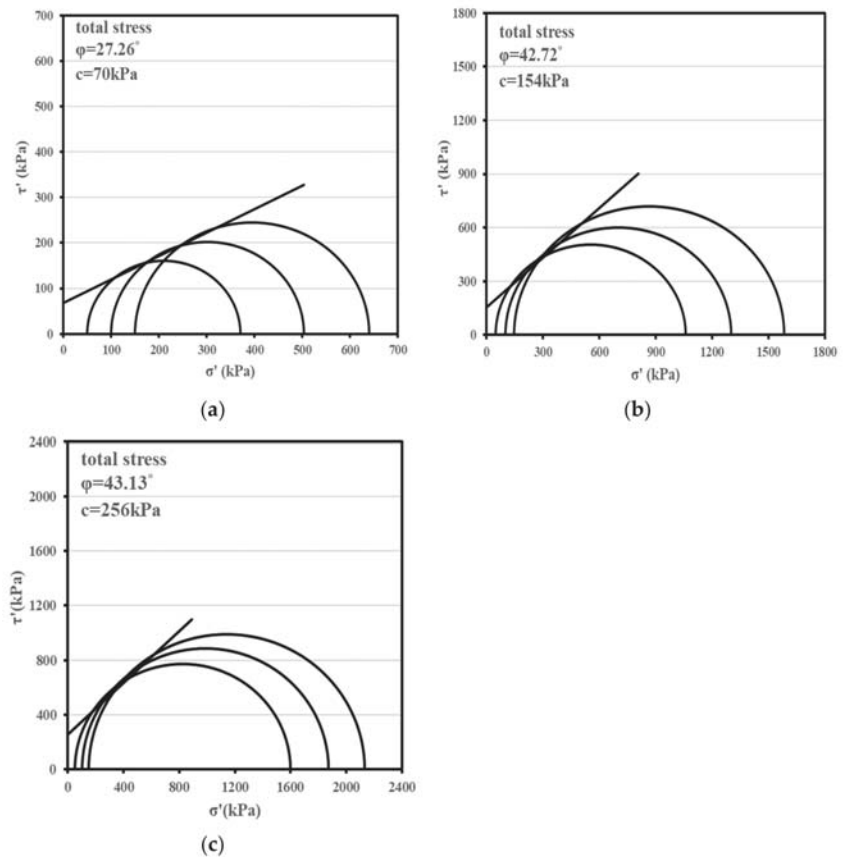 total stress
φ=27.26°
c=70kPa
700
600
500
400
300
200
100
0
τ' (kPa)
0 100 200 300 400 500 600 700
σ' (kPa)
(a)
total stress
φ=42.72°
c=154kPa
1800
1500
1200
900
600
300
0
τ' (kPa)
0 300 600 900 1200 1500 1800
σ' (kPa)
(b)
total stress
φ=43.13°
c=256kPa
2400
2000
1600
1200
800
400
0
τ'(kPa)
0 400 800 1200 1600 2000 2400
σ'(kPa)
(c)